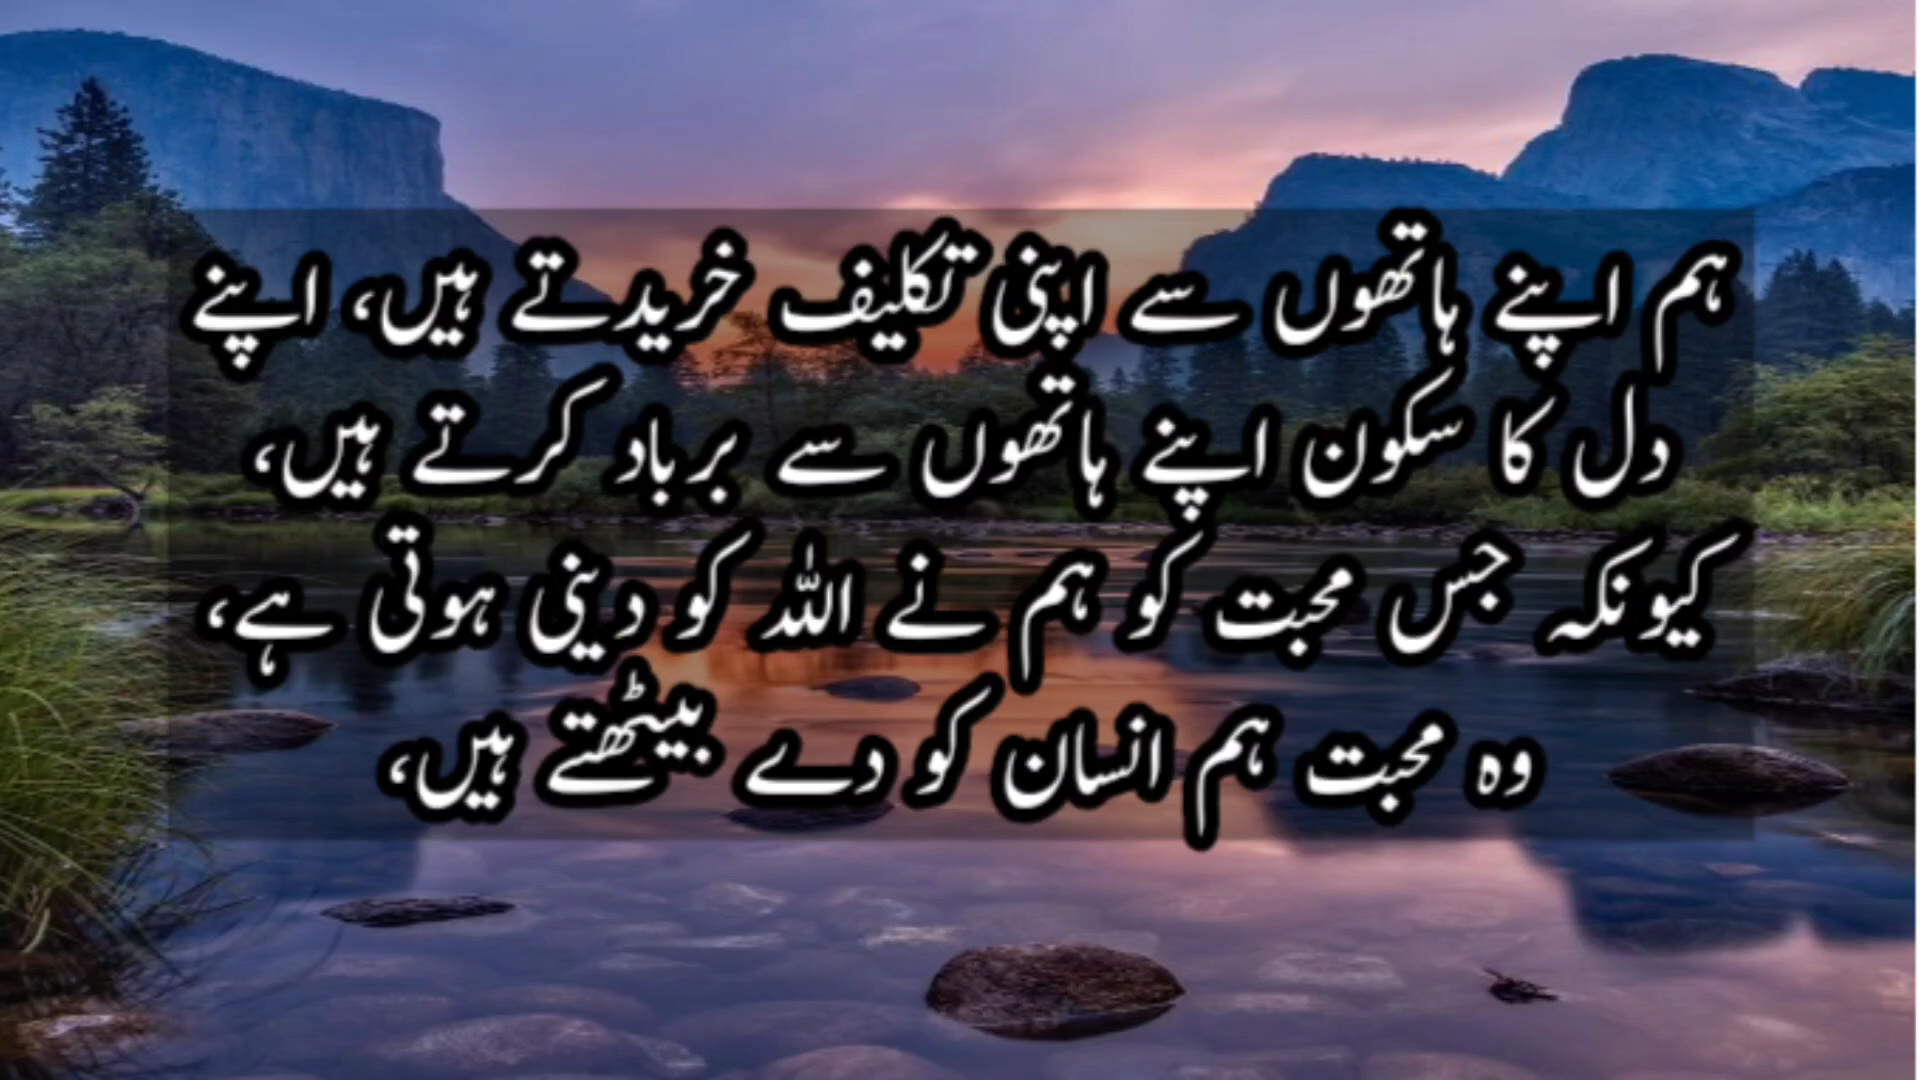 ہم اپنے ہاتھوں سے اپنی تکلیف خریدتے ہیں، اپنے
دل کا سکون اپنے ہاتھوں سے برباد کرتے ہیں،
کیونکہ جس محبت کو ہم نے اللہ کو دینی ہوتی ہے،
وہ محبت ہم انسان کو دے بیٹھتے ہیں،